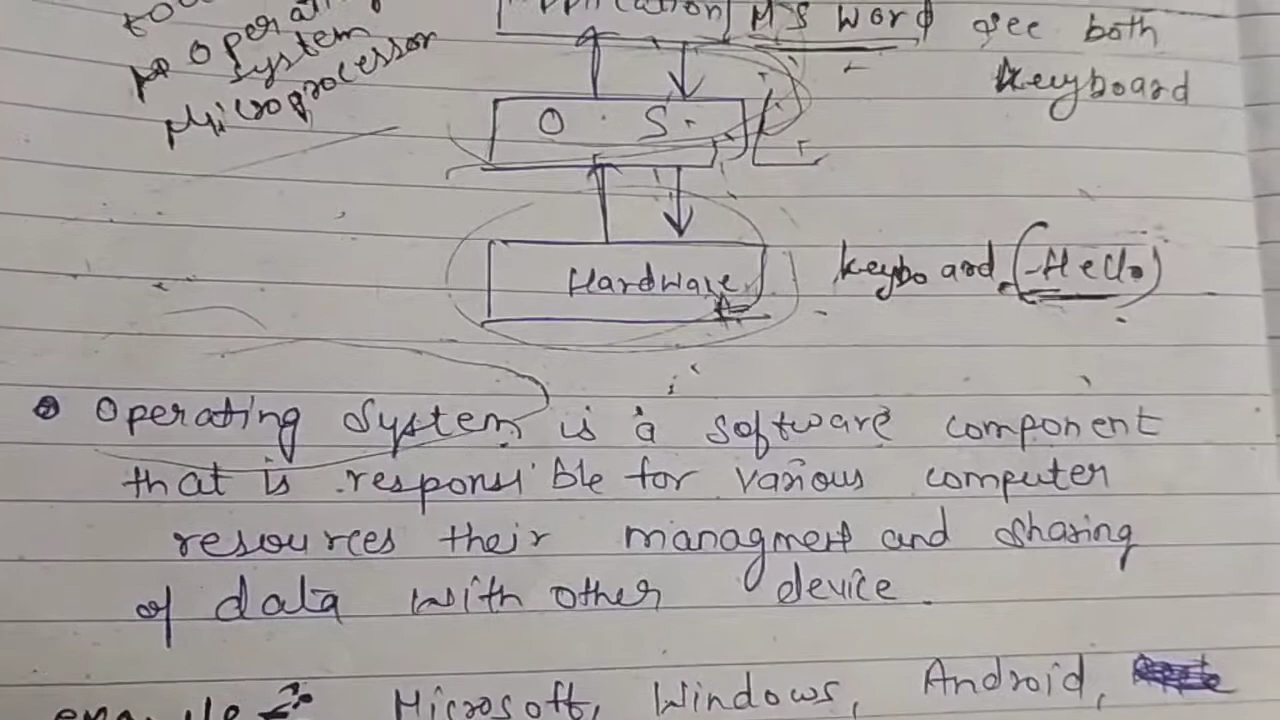 Operating
System
Microprocessor
Application MS Word see both
keyboard
O.S.
Hardware keyboard (Hello)
Operating System is a software component
that is responsible for various computer
resources their managment and sharing
of data with other device.
Microsoft, Windows, Android,